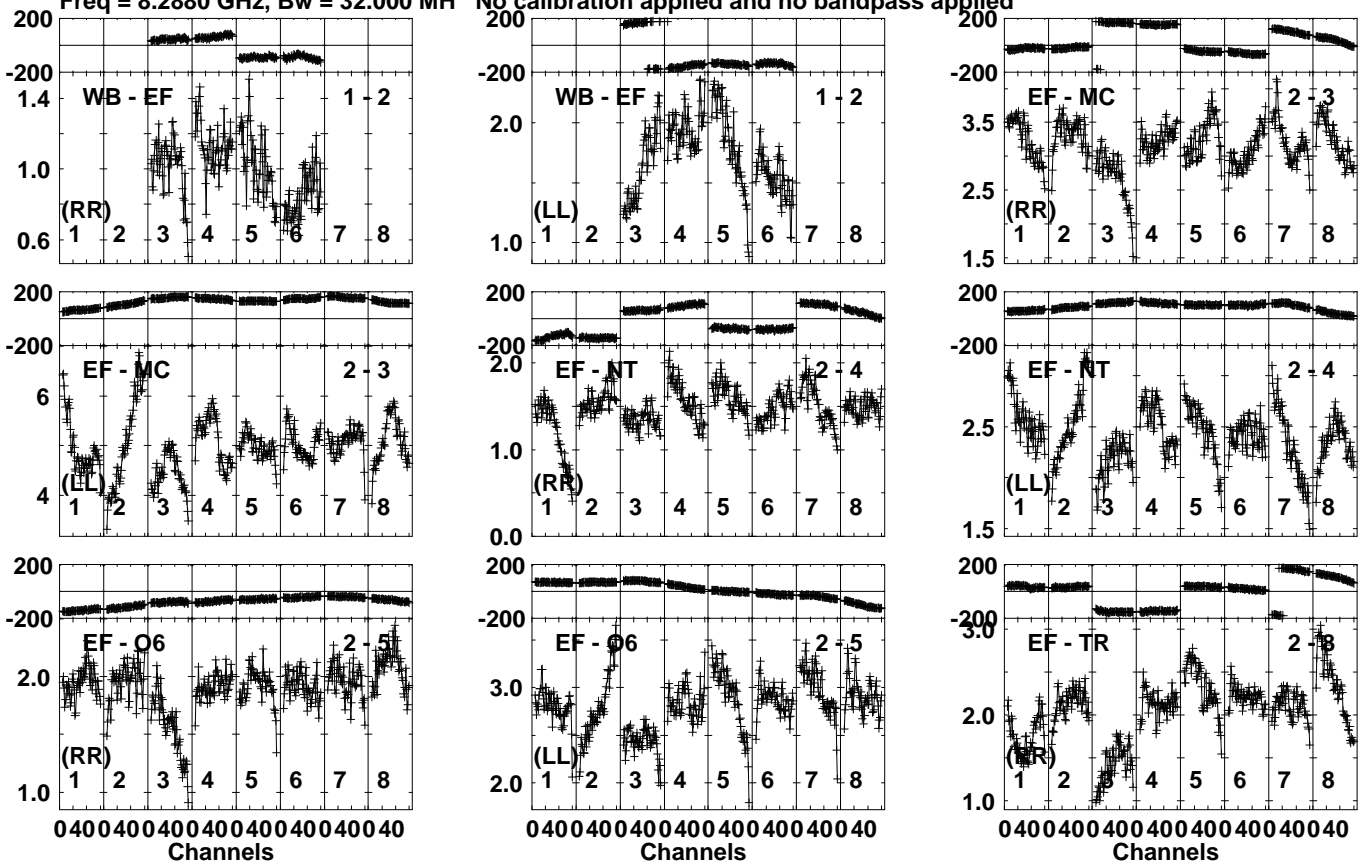 Freq = 8.2880 GHz, Bw = 32.000 MH No calibration applied and no bandpass applied
200 200 200
-200 -200 -200
WB - EF 1 - 2 WB - EF 1 - 2 EF - MC 2 - 3
1.4 2.0 3.5
1.0 2.5
(RR) (LL) (RR)
0.6 1 2 3 4 5 6 7 8 1.0 1 2 3 4 5 6 7 8 1.5 1 2 3 4 5 6 7 8
200 200 200
-200 -200 -200
EF - MC 2 - 3 EF - NT 2 - 4 EF - NT 2 - 4
6 2.0 2.5
4 1.0
(LL) (RR) (LL)
1 2 3 4 5 6 7 8 0.0 1 2 3 4 5 6 7 8 1.5 1 2 3 4 5 6 7 8
200 200 200
-200 -200 -200
EF - O6 2 - 5 EF - O6 2 - 5 EF - TR 2 - 8
3.0
2.0 3.0 2.0
(RR) (LL) (RR)
1.0 1 2 3 4 5 6 7 8 2.0 1 2 3 4 5 6 7 8 1.0 1 2 3 4 5 6 7 8
0 40 0 40 0 40 0 40 0 40 0 40 0 40 0 40 0 40 0 40 0 40 0 40 0 40 0 40 0 40 0 40 0 40 0 40 0 40 0 40 0 40 0 40 0 40 0 40
Channels Channels Channels